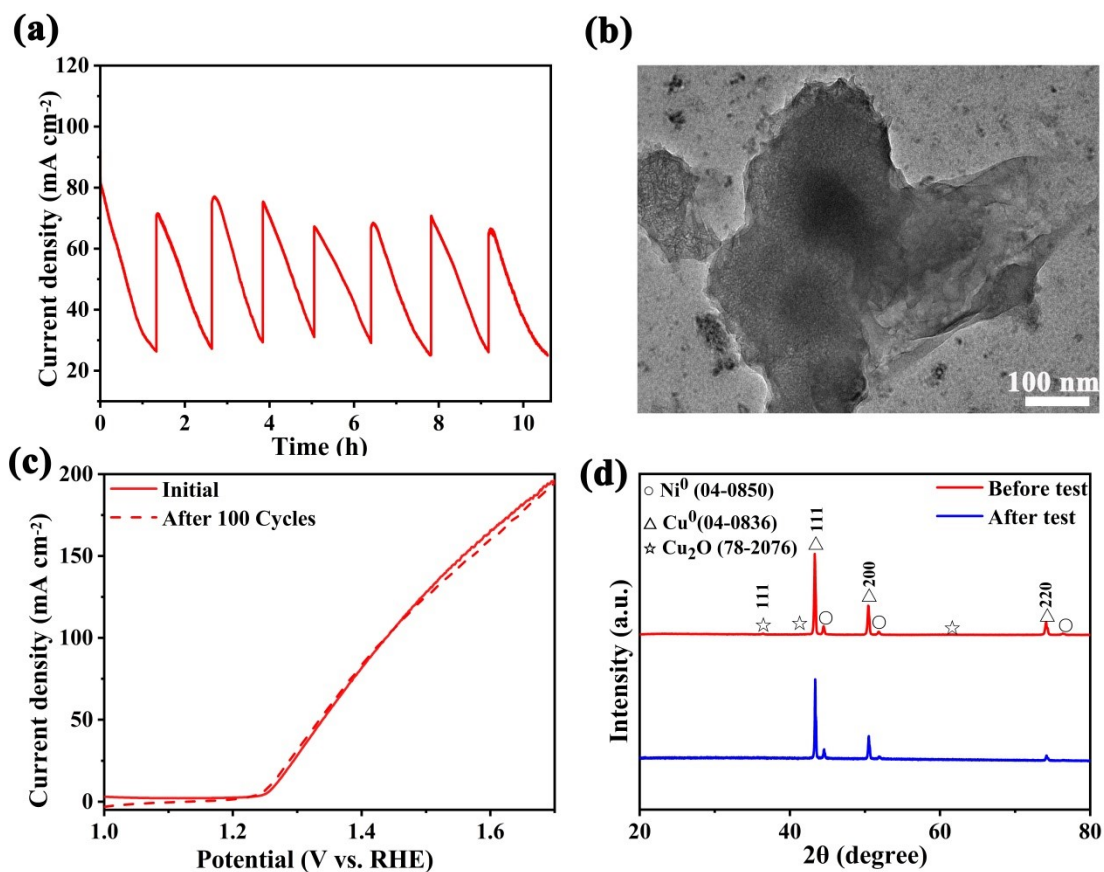 (a)
120
100
80
60
40
20
Current density (mA cm⁻²)
0 2 4 6 8 10
Time (h)
(b)
100 nm
(c)
200
150
100
50
0
Current density (mA cm⁻²)
Initial
After 100 Cycles
1.0 1.2 1.4 1.6
Potential (V vs. RHE)
(d)
Ni⁰ (04-0850)
Cu⁰(04-0836)
Cu₂O (78-2076)
Before test
After test
111
111
200
220
Intensity (a.u.)
20 40 60 80
2θ (degree)